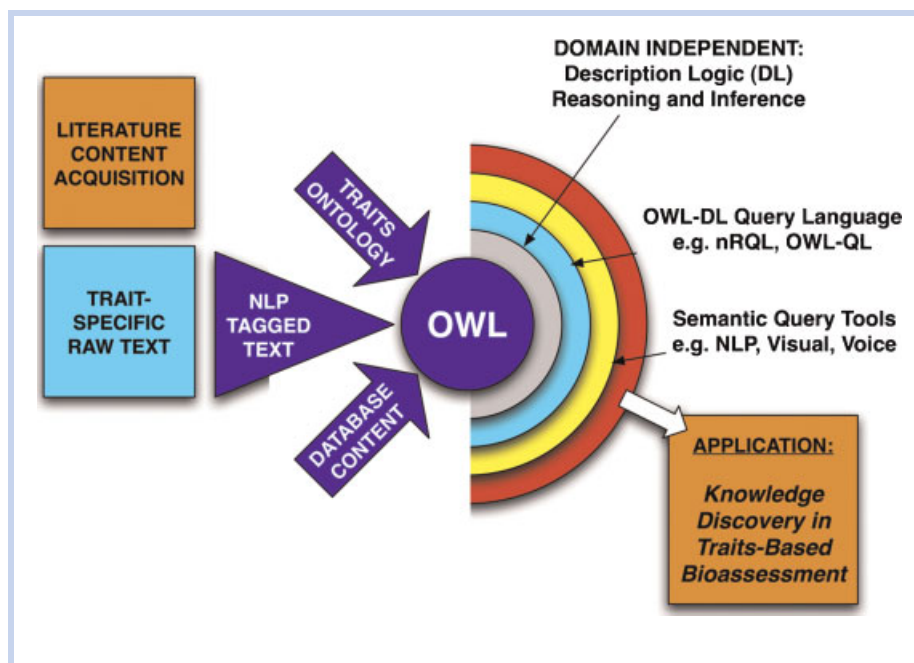 LITERATURE
CONTENT
ACQUISITION
TRAIT-
SPECIFIC
RAW TEXT
NLP
TAGGED
TEXT
TRAITS
ONTOLOGY
DATABASE
CONTENT
OWL
DOMAIN INDEPENDENT:
Description Logic (DL)
Reasoning and Inference
OWL-DL Query Language
e.g. nRQL, OWL-QL
Semantic Query Tools
e.g. NLP, Visual, Voice
APPLICATION:
Knowledge
Discovery in
Traits-Based
Bioassessment